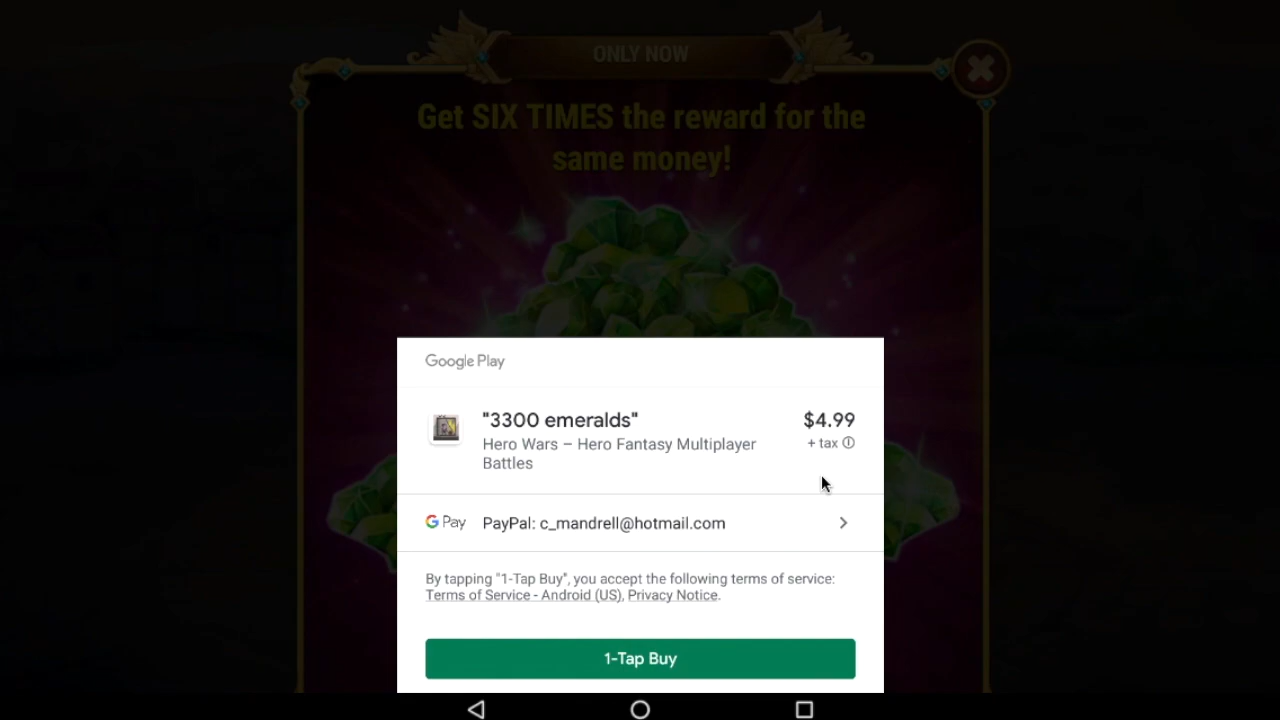 ONLY NOW
Get SIX TIMES the reward for the
same money!
Google Play
"3300 emeralds"
$4.99
Hero Wars – Hero Fantasy Multiplayer
Battles
+ tax
G Pay
PayPal: c_mandrell@hotmail.com
By tapping "1-Tap Buy", you accept the following terms of service:
Terms of Service - Android (US), Privacy Notice.
1-Tap Buy